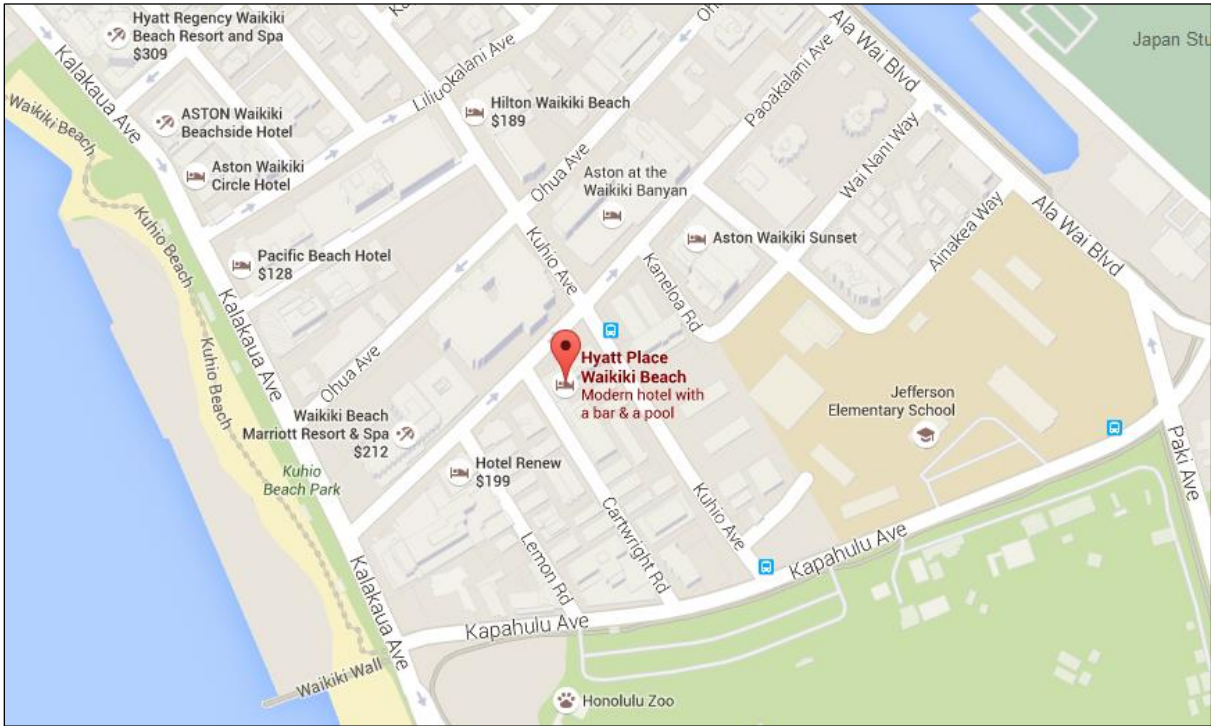 Hyatt Regency Waikiki
Beach Resort and Spa
$309
Kalakaua Ave
Ka
Liliuokalani Ave
Oh
Ala Wai Blvd
Japan Stu
Waikiki Beach
ASTON Waikiki
Beachside Hotel
Hilton Waikiki Beach
$189
Paoakalani Ave
Aston Waikiki
Circle Hotel
Ohua Ave
Aston at the
Waikiki Banyan
Wai Nani Way
Kuhio Beach
Pacific Beach Hotel
$128
Kuhio Ave
Aston Waikiki Sunset
Kaneloa Rd
Ainakea Way
Ala Wai Blvd
Kalakaua Ave
Kuhio Beach
Ohua Ave
Hyatt Place
Waikiki Beach
Modern hotel with
a bar & a pool
Jefferson
Elementary School
Waikiki Beach
Marriott Resort & Spa
$212
Kuhio
Beach Park
Hotel Renew
$199
Paki Ave
Cartwright Rd
Kuhio Ave
Lemon Rd
Kapahulu Ave
Kalakaua Ave
Kapahulu Ave
Waikiki Wall
Honolulu Zoo